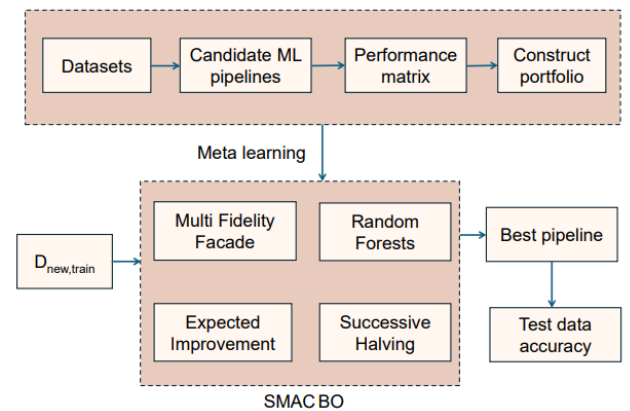 Datasets
Candidate ML
pipelines
Performance
matrix
Construct
portfolio
Meta learning
Multi Fidelity
Facade
Random
Forests
D_new,train
Best pipeline
Expected
Improvement
Successive
Halving
Test data
accuracy
SMAC BO